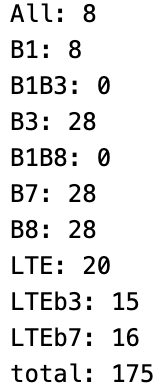 All: 8
B1: 8
B1B3: 0
B3: 28
B1B8: 0
B7: 28
B8: 28
LTE: 20
LTEb3: 15
LTEb7: 16
total: 175